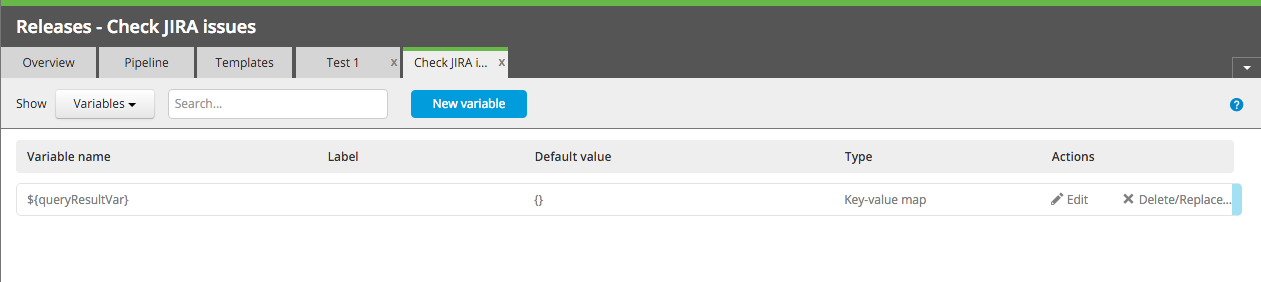 Releases - Check JIRA issues
Overview Pipeline Templates Test 1 x Check JIRA i... x
Show Variables Search... New variable ?
Variable name Label Default value Type Actions
${queryResultVar} {} Key-value map Edit Delete/Replace...